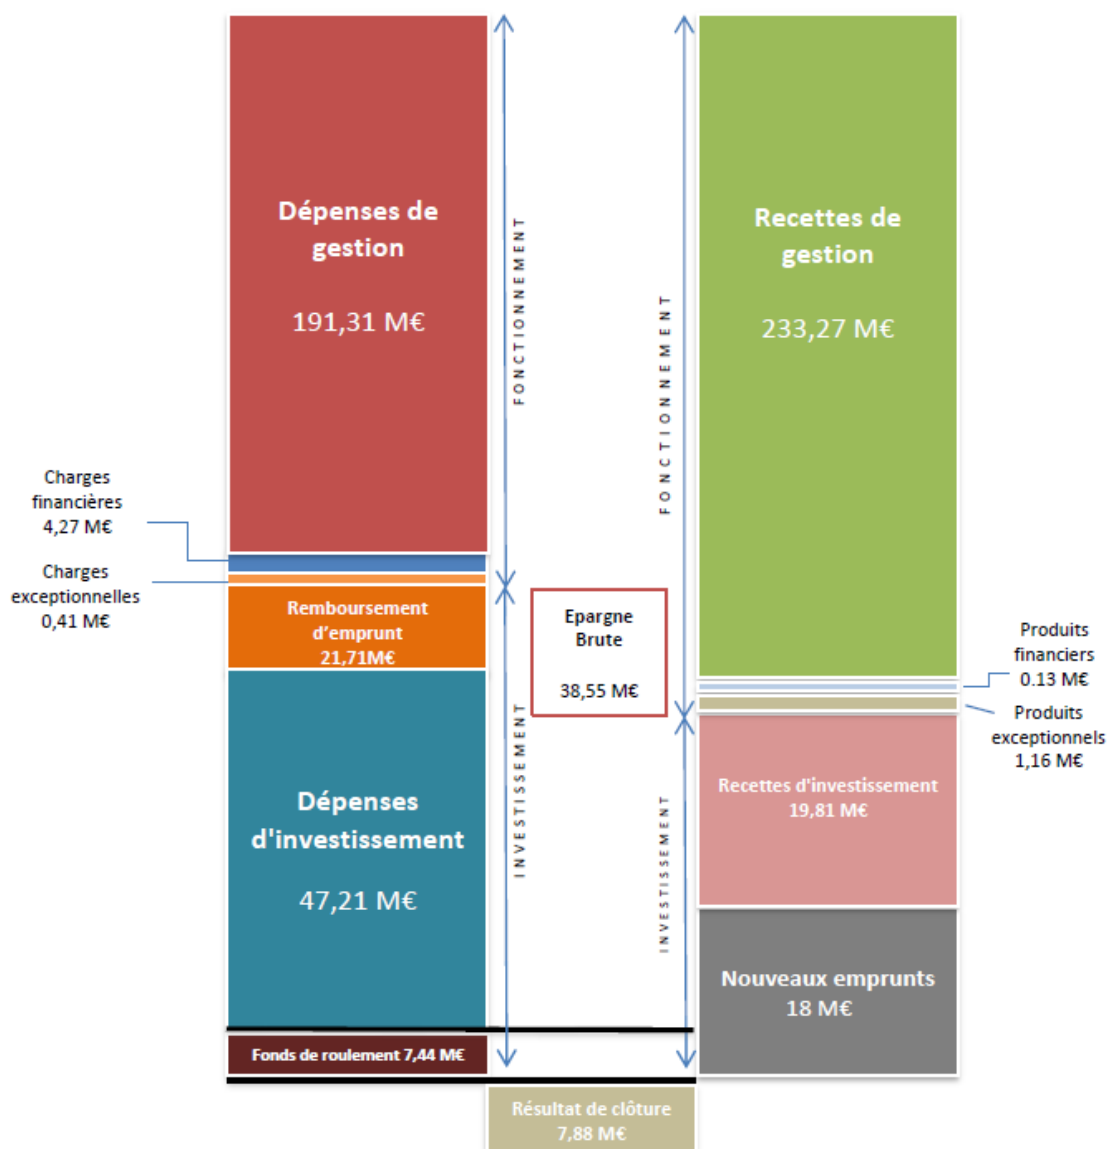 Dépenses de
gestion
191,31 M€
FONCTIONNEMENT
FONCTIONNEMENT
Recettes de
gestion
233,27 M€
Charges
financières
4,27 M€
Charges
exceptionnelles
0,41 M€
Remboursement
d’emprunt
21,71M€
Epargne
Brute
38,55 M€
Produits
financiers
0.13 M€
Produits
exceptionnels
1,16 M€
INVESTISSEMENT
INVESTISSEMENT
Dépenses
d'investissement
47,21 M€
Recettes d'investissement
19,81 M€
Nouveaux emprunts
18 M€
Fonds de roulement 7,44 M€
Résultat de clôture
7,88 M€